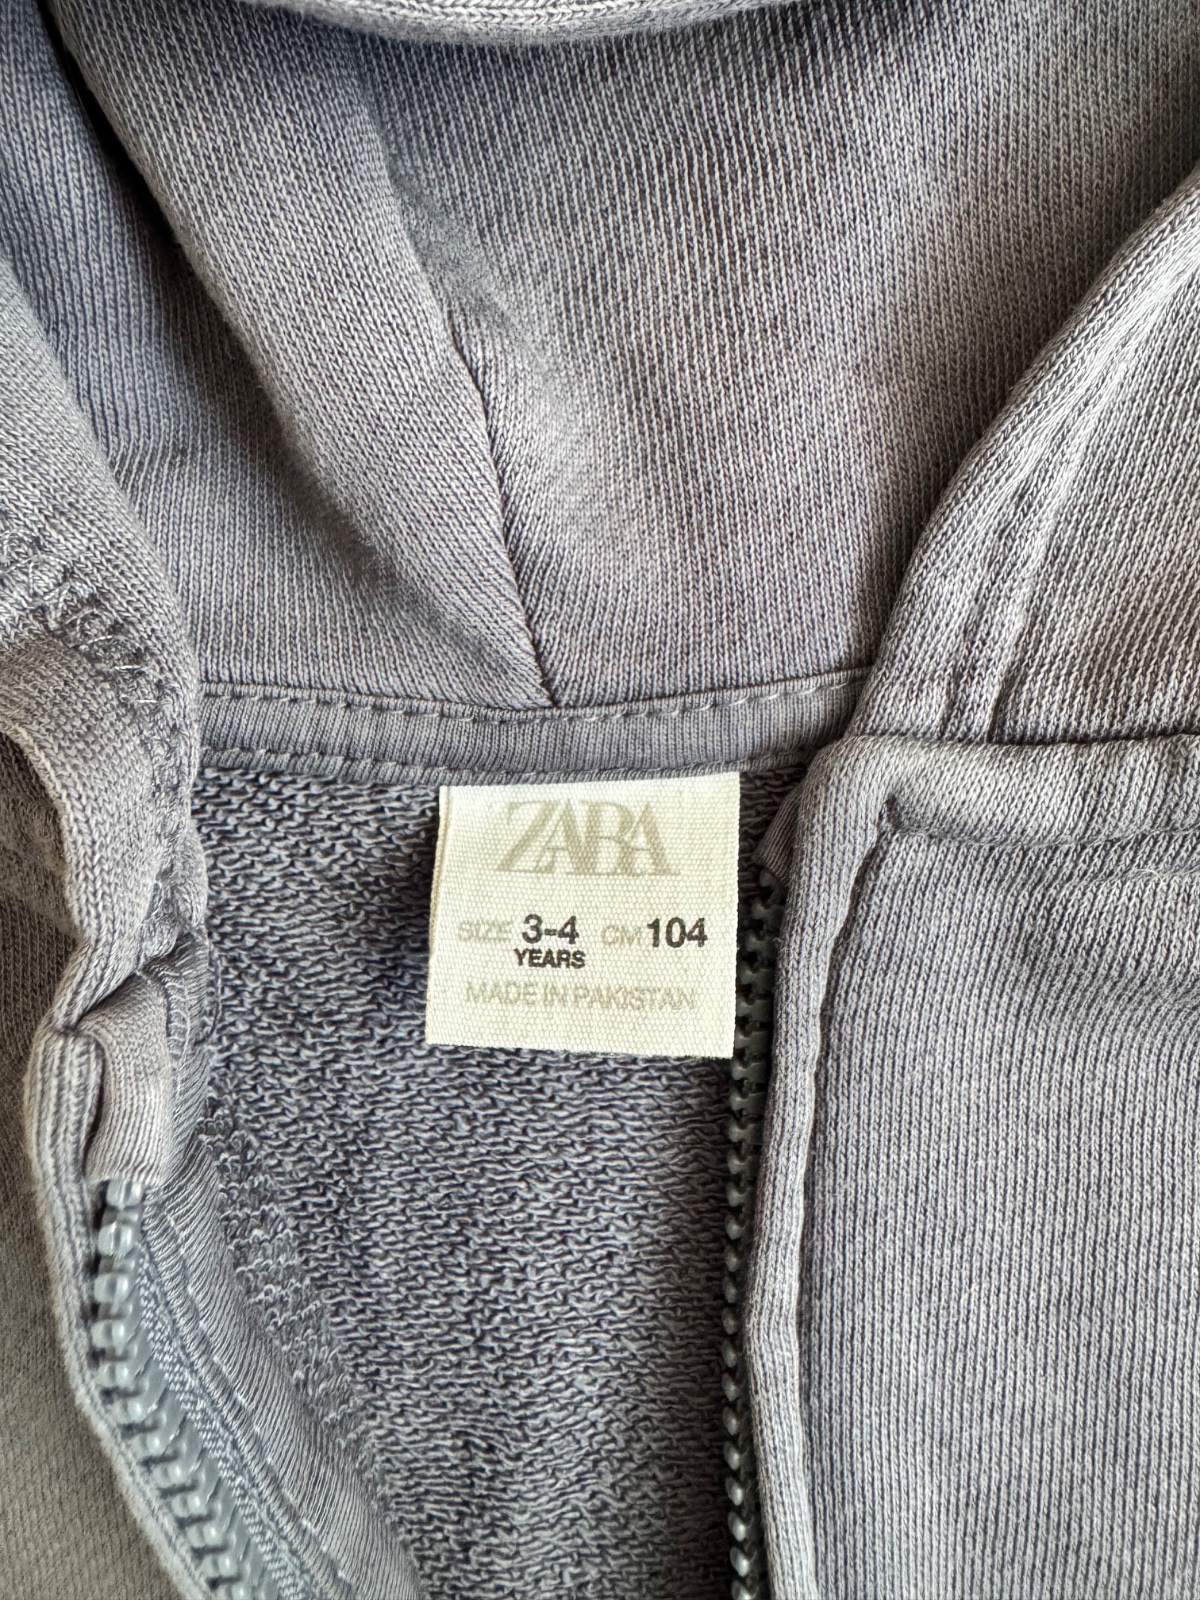 ZARA
SIZE 3-4 CM 104
YEARS
MADE IN PAKISTAN